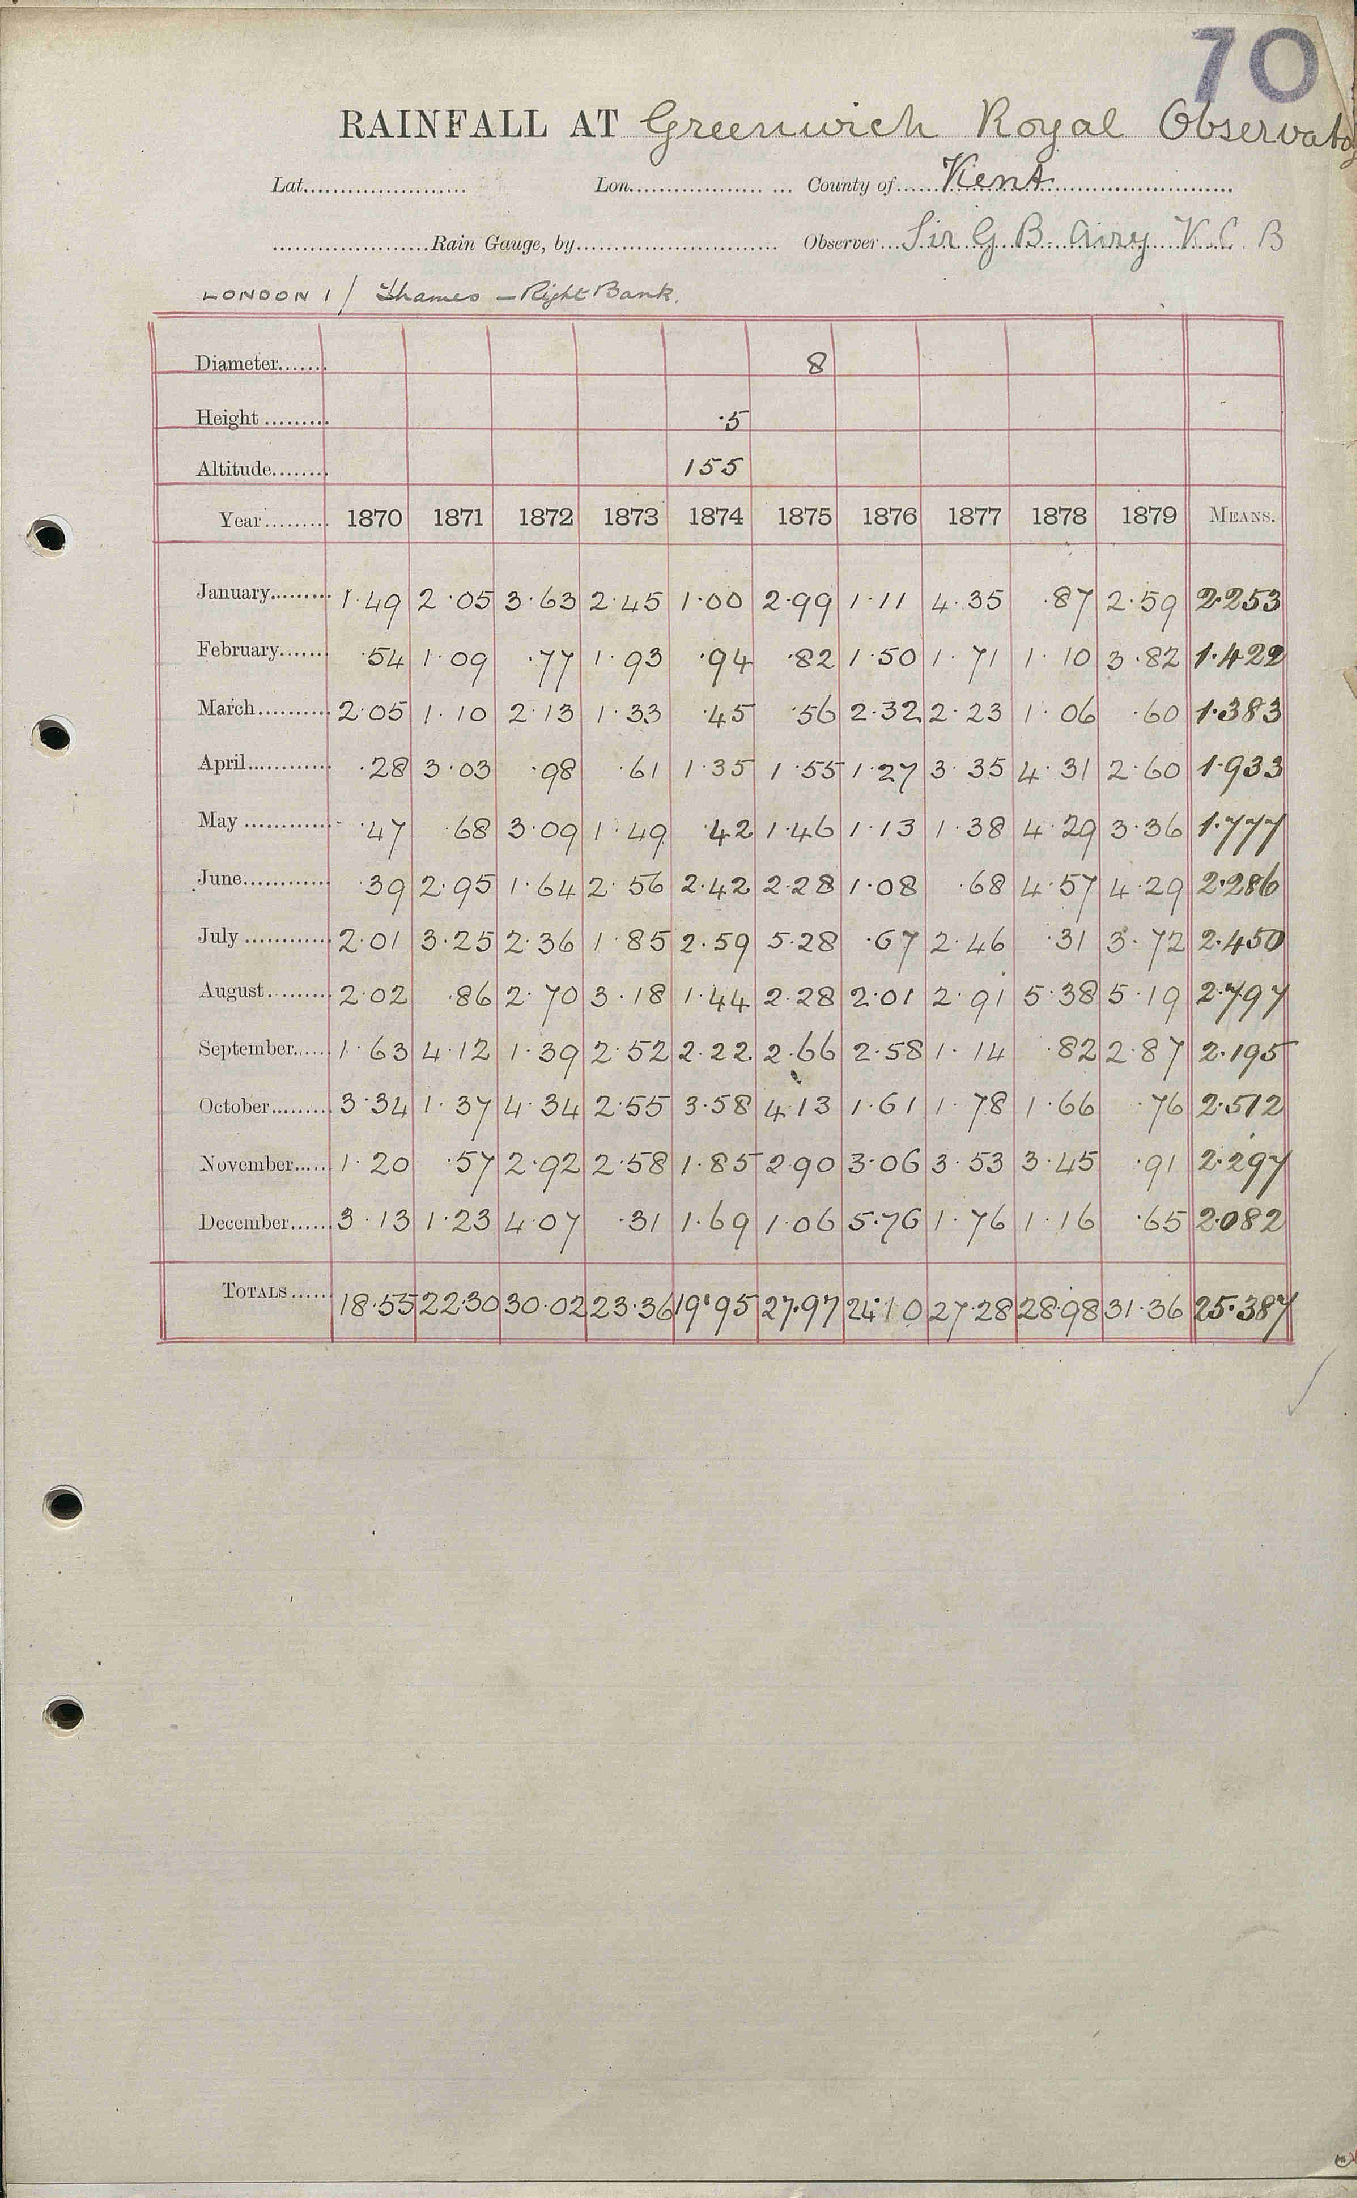 70
RAINFALL AT Greenwich Royal Observato
Lat...................... Lon.................. ... County of......Kent........................
.....................Rain Gauge, by........................... Observer...Sir G B. Airy K.C.B
LONDON 1 / Thames - Right Bank.
Diameter....... 8
Height ......... ·5
Altitude........ 155
Year......... 1870 1871 1872 1873 1874 1875 1876 1877 1878 1879 MEANS.
January......... 1·49 2·05 3·63 2·45 1·00 2·99 1·11 4·35 ·87 2·59 2·253
February....... ·54 1·09 ·77 1·93 ·94 ·82 1·50 1·71 1·10 3·82 1·422
March.......... 2·05 1·10 2·13 1·33 ·45 ·56 2·32 2·23 1·06 ·60 1·383
April............ ·28 3·03 ·98 ·61 1·35 1·55 1·27 3·35 4·31 2·60 1·933
May ............ ·47 ·68 3·09 1·49 ·42 1·46 1·13 1·38 4·29 3·36 1·777
June............ ·39 2·95 1·64 2·56 2·42 2·28 1·08 ·68 4·57 4·29 2·286
July ............ 2·01 3·25 2·36 1·85 2·59 5·28 ·67 2·46 ·31 3·72 2·450
August......... 2·02 ·86 2·70 3·18 1·44 2·28 2·01 2·91 5·38 5·19 2·797
September...... 1·63 4·12 1·39 2·52 2·22 2·66 2·58 1·14 ·82 2·87 2·195
October......... 3·34 1·37 4·34 2·55 3·58 4·13 1·61 1·78 1·66 ·76 2·512
November..... 1·20 ·57 2·92 2·58 1·85 2·90 3·06 3·53 3·45 ·91 2·297
December...... 3·13 1·23 4·07 ·31 1·69 1·06 5·76 1·76 1·16 ·65 2·082
TOTALS..... 18·55 22·30 30·02 23·36 19·95 27·97 24·10 27·28 28·98 31·36 25·387